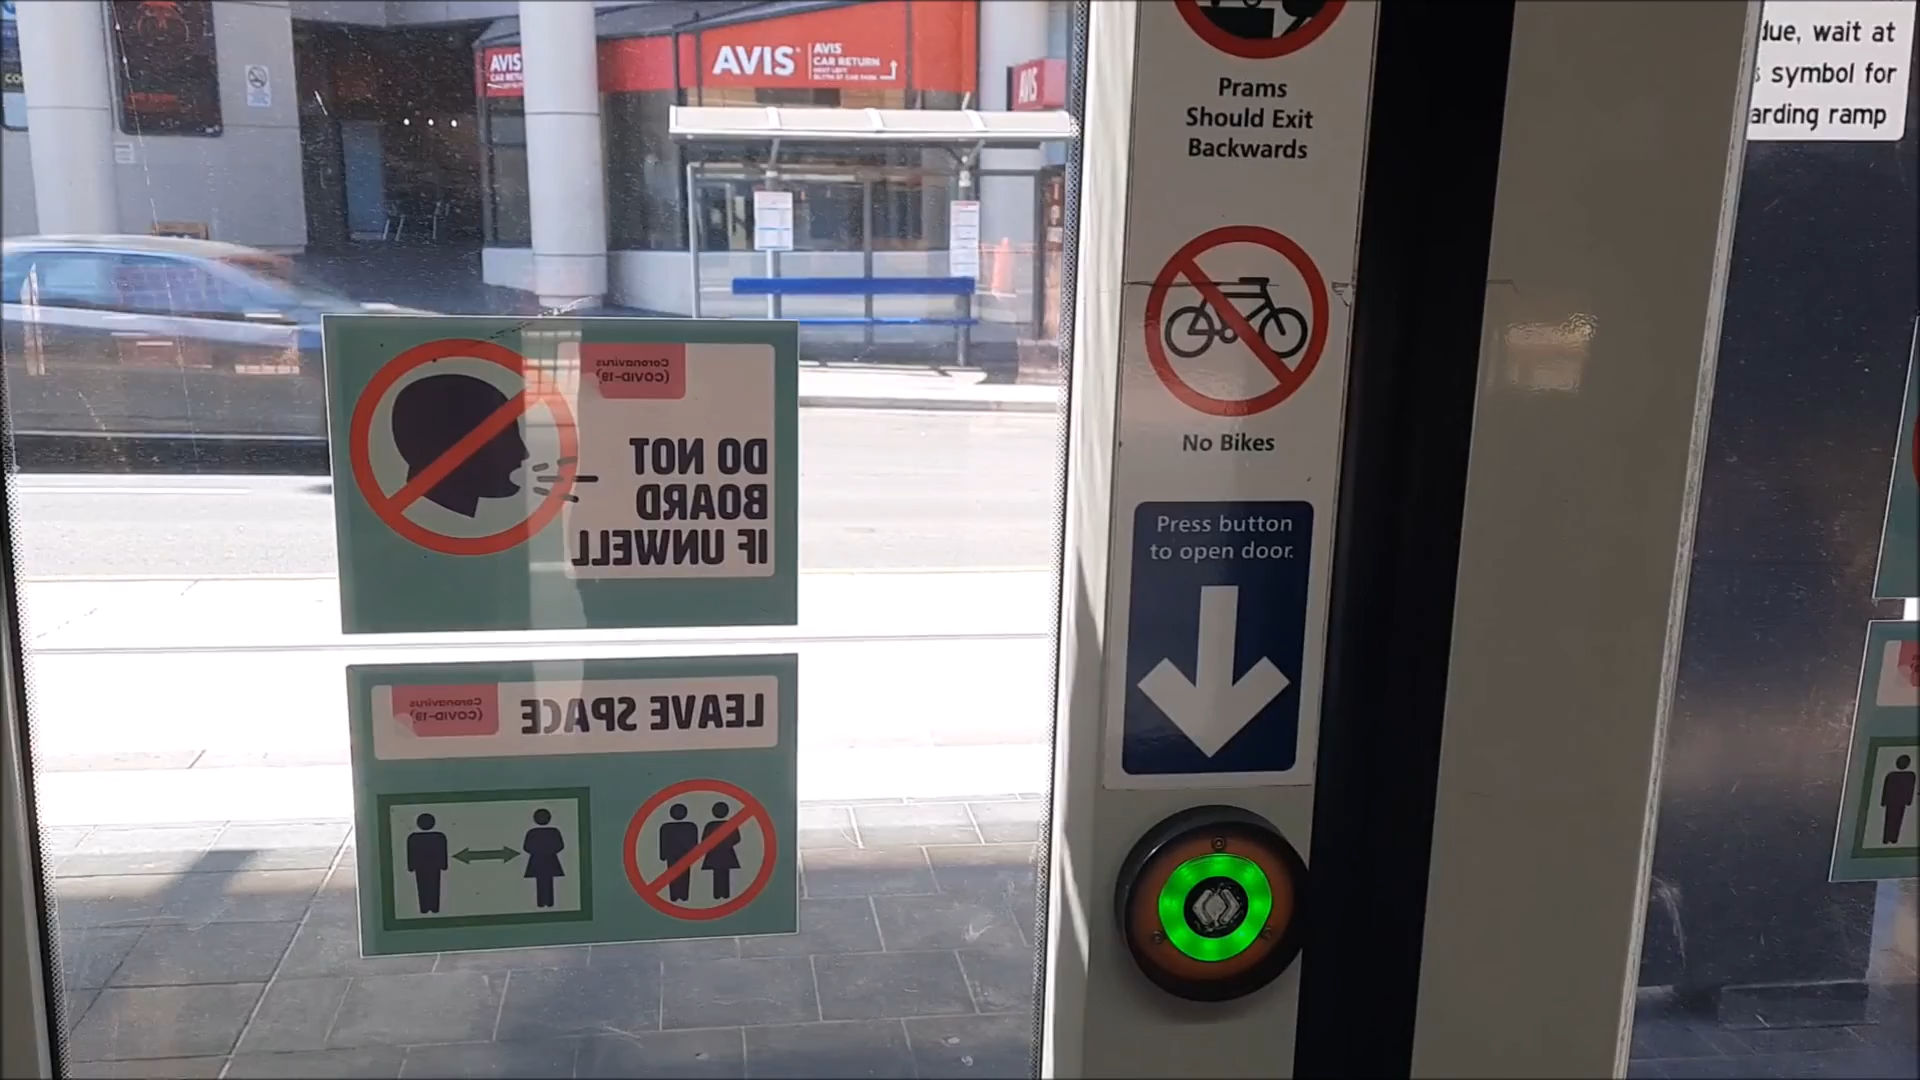 AVIS
CAR RETURN
AVIS
AVIS
CAR RETURN
AVIS
Prams
Should Exit
Backwards
No Bikes
Press button
to open door.
due, wait at
symbol for
arding ramp
Coronavirus
(COVID-19)
DO NOT
BOARD
IF UNWELL
LEAVE SPACE
Coronavirus
(COVID-19)